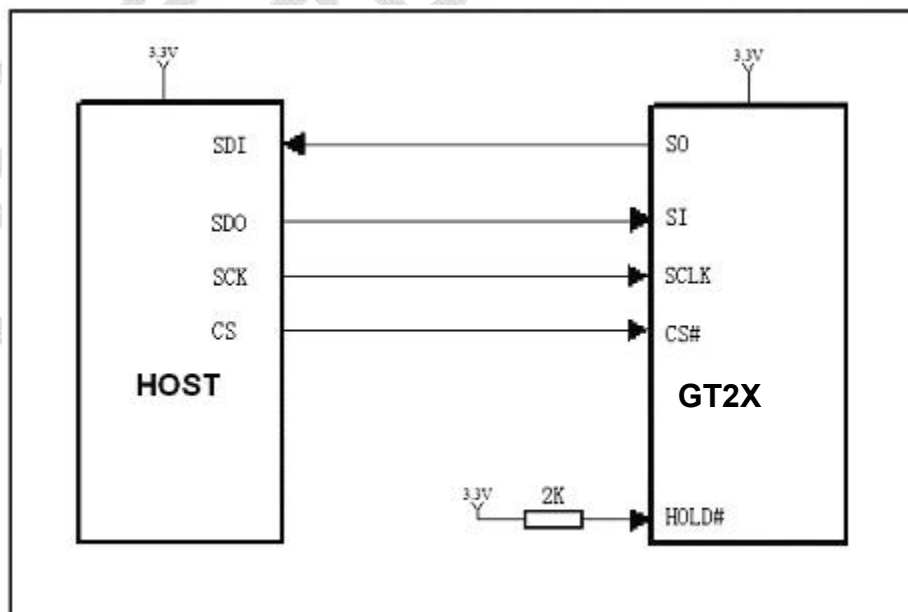 3.3V
3.3V
SDI
SO
SDO
SI
SCK
SCLK
CS
CS#
HOST
GT2X
3.3V
2K
HOLD#